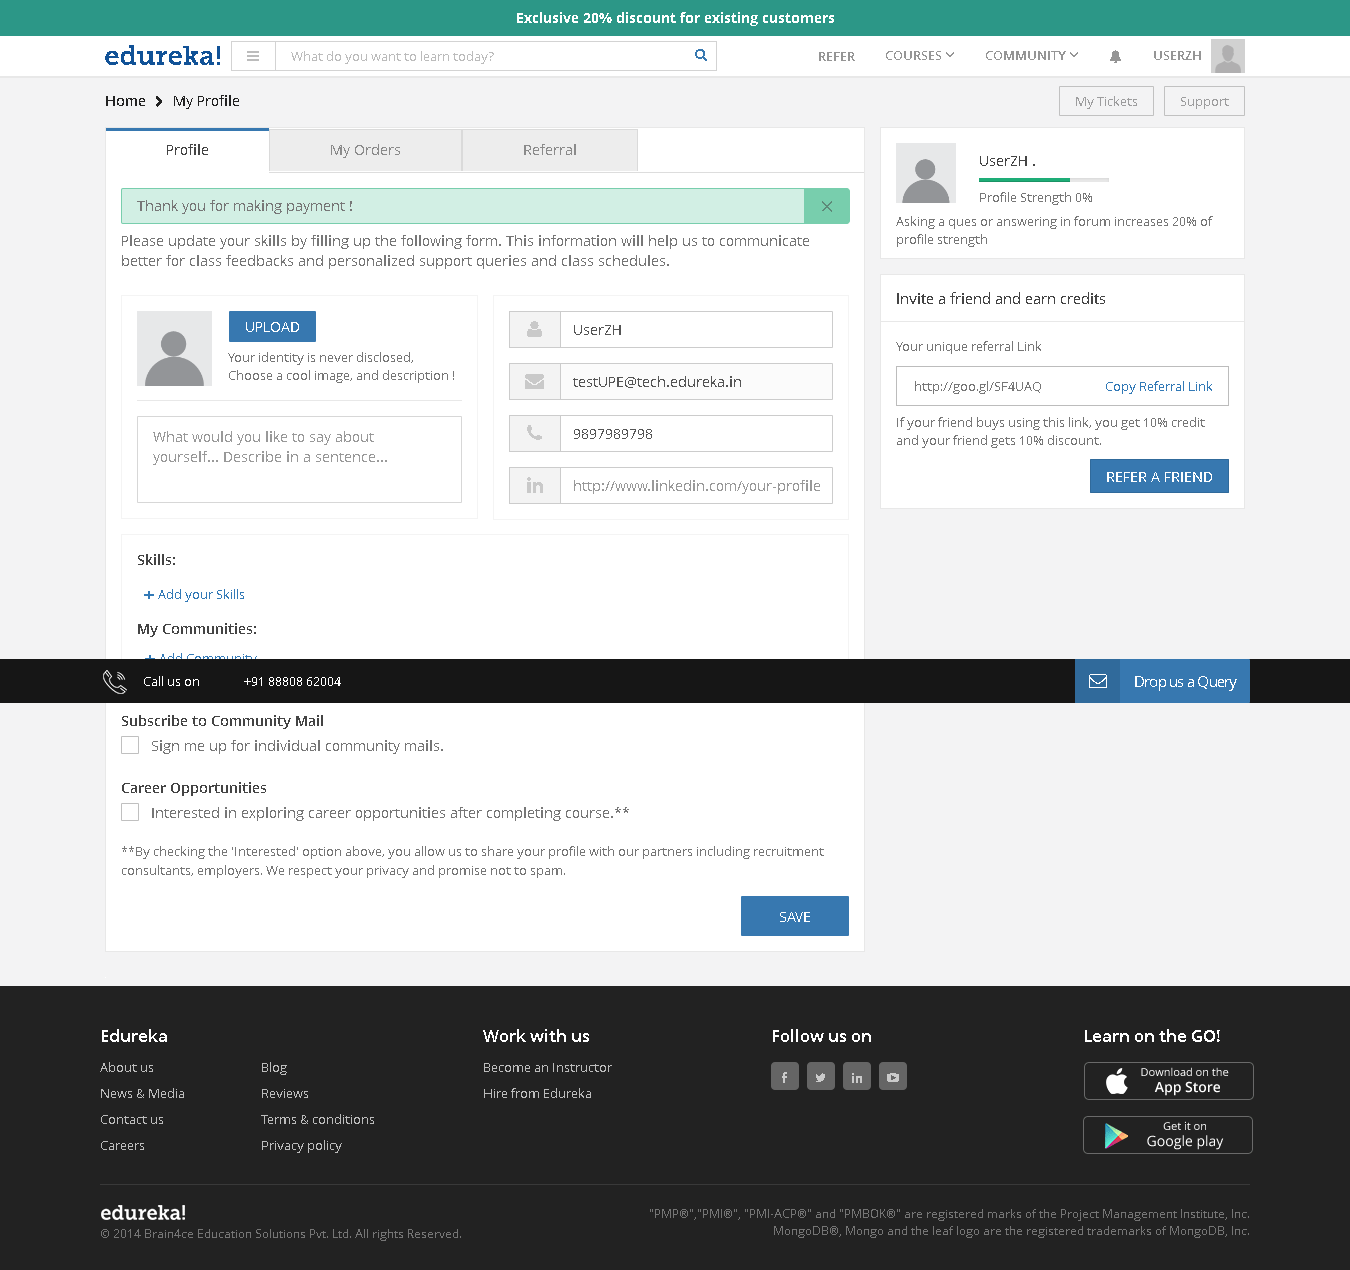 Exclusive 20% discount for existing customers
edureka!
What do you want to learn today?
REFER
COURSES
COMMUNITY
USERZH
Home
My Profile
My Tickets
Support
Profile
My Orders
Referral
Thank you for making payment !
Please update your skills by filling up the following form. This information will help us to communicate
better for class feedbacks and personalized support queries and class schedules.
UPLOAD
Your identity is never disclosed,
Choose a cool image, and description !
What would you like to say about
yourself... Describe in a sentence...
UserZH
testUPE@tech.edureka.in
9897989798
http://www.linkedin.com/your-profile
Skills:
+ Add your Skills
My Communities:
+ Add Community
UserZH .
Profile Strength 0%
Asking a ques or answering in forum increases 20% of
profile strength
Invite a friend and earn credits
Your unique referral Link
http://goo.gl/SF4UAQ
Copy Referral Link
If your friend buys using this link, you get 10% credit
and your friend gets 10% discount.
REFER A FRIEND
Call us on
+91 88808 62004
Drop us a Query
Subscribe to Community Mail
Sign me up for individual community mails.
Career Opportunities
Interested in exploring career opportunities after completing course.**
**By checking the 'Interested' option above, you allow us to share your profile with our partners including recruitment
consultants, employers. We respect your privacy and promise not to spam.
SAVE
Edureka
About us
News & Media
Contact us
Careers
Blog
Reviews
Terms & conditions
Privacy policy
Work with us
Become an Instructor
Hire from Edureka
Follow us on
Learn on the GO!
Download on the
App Store
Get it on
Google play
edureka!
© 2014 Brain4ce Education Solutions Pvt. Ltd. All rights Reserved.
"PMP®","PMI®", "PMI-ACP®" and "PMBOK®" are registered marks of the Project Management Institute, Inc.
MongoDB®, Mongo and the leaf logo are the registered trademarks of MongoDB, Inc.